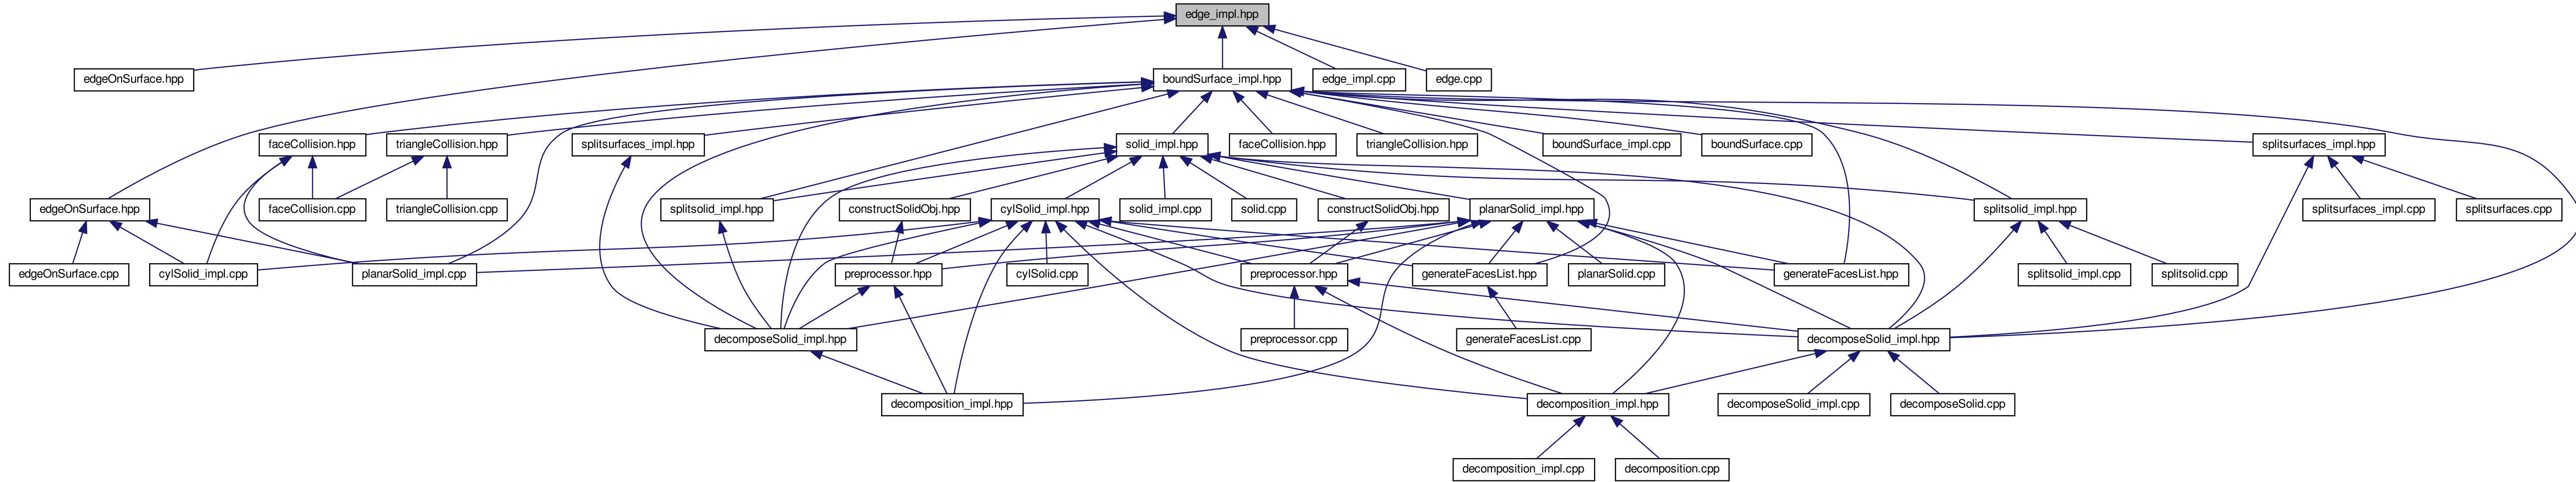 edge_impl.hpp
edgeOnSurface.hpp
boundSurface_impl.hpp
edge_impl.cpp
edge.cpp
faceCollision.hpp
triangleCollision.hpp
splitsurfaces_impl.hpp
solid_impl.hpp
faceCollision.hpp
triangleCollision.hpp
boundSurface_impl.cpp
boundSurface.cpp
splitsurfaces_impl.hpp
edgeOnSurface.hpp
faceCollision.cpp
triangleCollision.cpp
splitsolid_impl.hpp
constructSolidObj.hpp
cylSolid_impl.hpp
solid_impl.cpp
solid.cpp
constructSolidObj.hpp
planarSolid_impl.hpp
splitsolid_impl.hpp
splitsurfaces_impl.cpp
splitsurfaces.cpp
edgeOnSurface.cpp
cylSolid_impl.cpp
planarSolid_impl.cpp
preprocessor.hpp
cylSolid.cpp
preprocessor.hpp
generateFacesList.hpp
planarSolid.cpp
generateFacesList.hpp
splitsolid_impl.cpp
splitsolid.cpp
decomposeSolid_impl.hpp
preprocessor.cpp
generateFacesList.cpp
decomposeSolid_impl.hpp
decomposition_impl.hpp
decomposition_impl.hpp
decomposeSolid_impl.cpp
decomposeSolid.cpp
decomposition_impl.cpp
decomposition.cpp